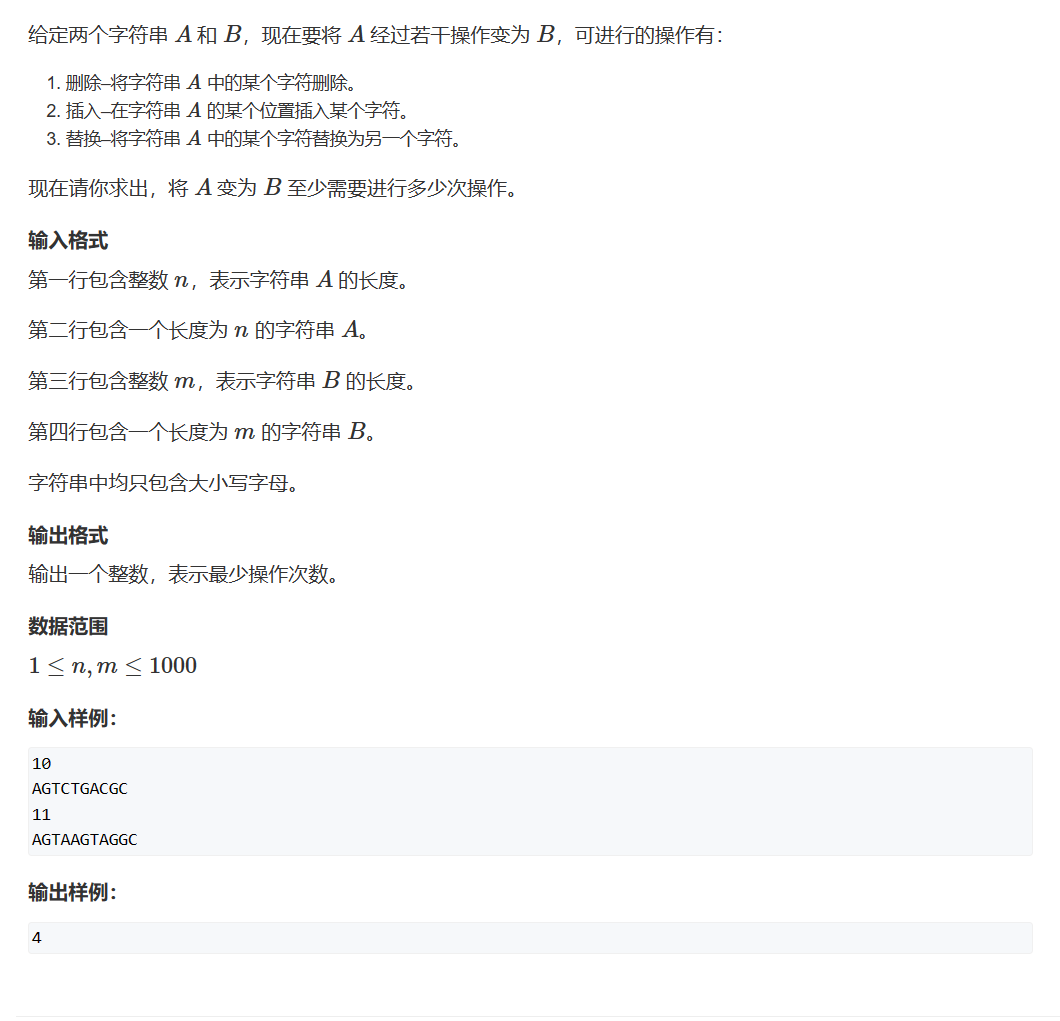 给定两个字符串 A 和 B，现在要将 A 经过若干操作变为 B，可进行的操作有：
1. 删除–将字符串 A 中的某个字符删除。
2. 插入–在字符串 A 的某个位置插入某个字符。
3. 替换–将字符串 A 中的某个字符替换为另一个字符。
现在请你求出，将 A 变为 B 至少需要进行多少次操作。
输入格式
第一行包含整数 n，表示字符串 A 的长度。
第二行包含一个长度为 n 的字符串 A。
第三行包含整数 m，表示字符串 B 的长度。
第四行包含一个长度为 m 的字符串 B。
字符串中均只包含大小写字母。
输出格式
输出一个整数，表示最少操作次数。
数据范围
1 ≤ n, m ≤ 1000
输入样例：
10
AGTCTGACGC
11
AGTAAGTAGGC
输出样例：
4